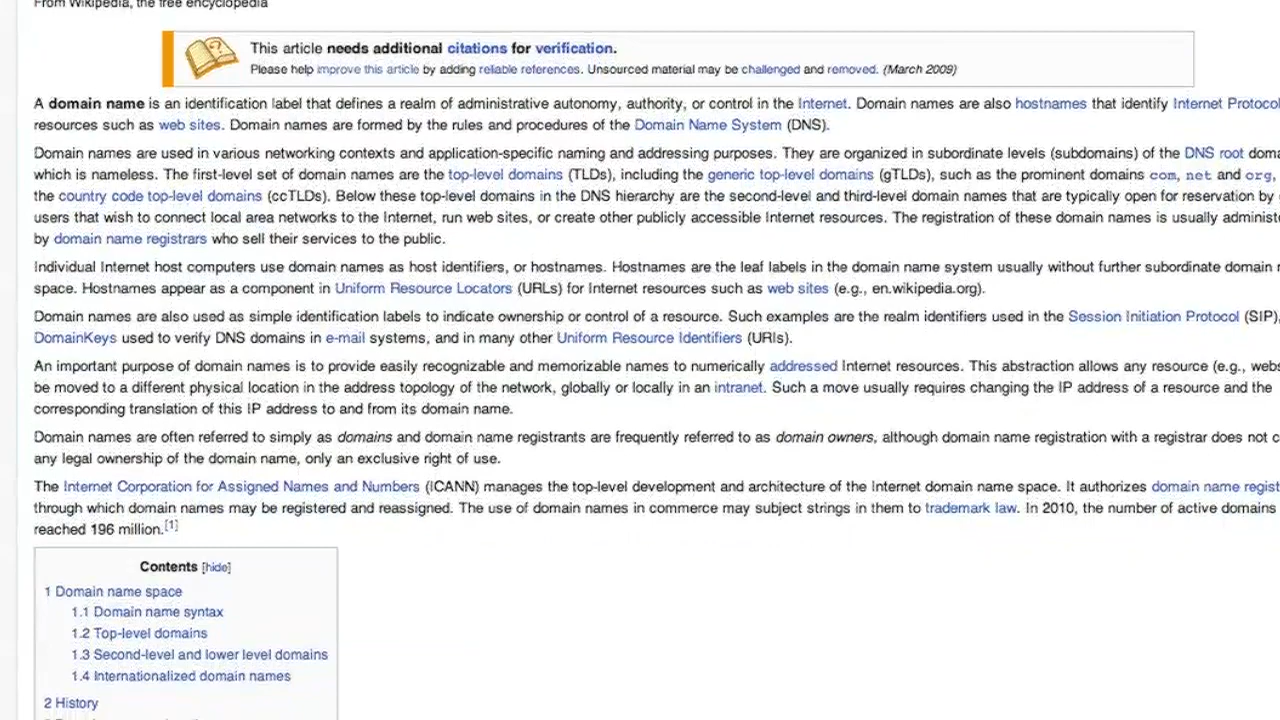 From Wikipedia, the free encyclopedia
This article needs additional citations for verification.
Please help improve this article by adding reliable references. Unsourced material may be challenged and removed. (March 2009)
A domain name is an identification label that defines a realm of administrative autonomy, authority, or control in the Internet. Domain names are also hostnames that identify Internet Protocol
resources such as web sites. Domain names are formed by the rules and procedures of the Domain Name System (DNS).
Domain names are used in various networking contexts and application-specific naming and addressing purposes. They are organized in subordinate levels (subdomains) of the DNS root
which is nameless. The first-level set of domain names are the top-level domains (TLDs), including the generic top-level domains (gTLDs), such as the prominent domains com, net and org,
the country code top-level domains (ccTLDs). Below these top-level domains in the DNS hierarchy are the second-level and third-level domain names that are typically open for reservation by
users that wish to connect local area networks to the Internet, run web sites, or create other publicly accessible Internet resources. The registration of these domain names is usually
by domain name registrars who sell their services to the public.
Individual Internet host computers use domain names as host identifiers, or hostnames. Hostnames are the leaf labels in the domain name system usually without further subordinate domain
space. Hostnames appear as a component in Uniform Resource Locators (URLs) for Internet resources such as web sites (e.g., en.wikipedia.org).
Domain names are also used as simple identification labels to indicate ownership or control of a resource. Such examples are the realm identifiers used in the Session Initiation Protocol (SIP),
DomainKeys used to verify DNS domains in e-mail systems, and in many other Uniform Resource Identifiers (URIs).
An important purpose of domain names is to provide easily recognizable and memorizable names to numerically addressed Internet resources. This abstraction allows any resource (e.g.,
be moved to a different physical location in the address topology of the network, globally or locally in an intranet. Such a move usually requires changing the IP address of a resource and the
corresponding translation of this IP address to and from its domain name.
Domain names are often referred to simply as domains and domain name registrants are frequently referred to as domain owners, although domain name registration with a registrar does not
any legal ownership of the domain name, only an exclusive right of use.
The Internet Corporation for Assigned Names and Numbers (ICANN) manages the top-level development and architecture of the Internet domain name space. It authorizes domain name
through which domain names may be registered and reassigned. The use of domain names in commerce may subject strings in them to trademark law. In 2010, the number of active domains
reached 196 million.[1]
Contents [hide]
1 Domain name space
1.1 Domain name syntax
1.2 Top-level domains
1.3 Second-level and lower level domains
1.4 Internationalized domain names
2 History